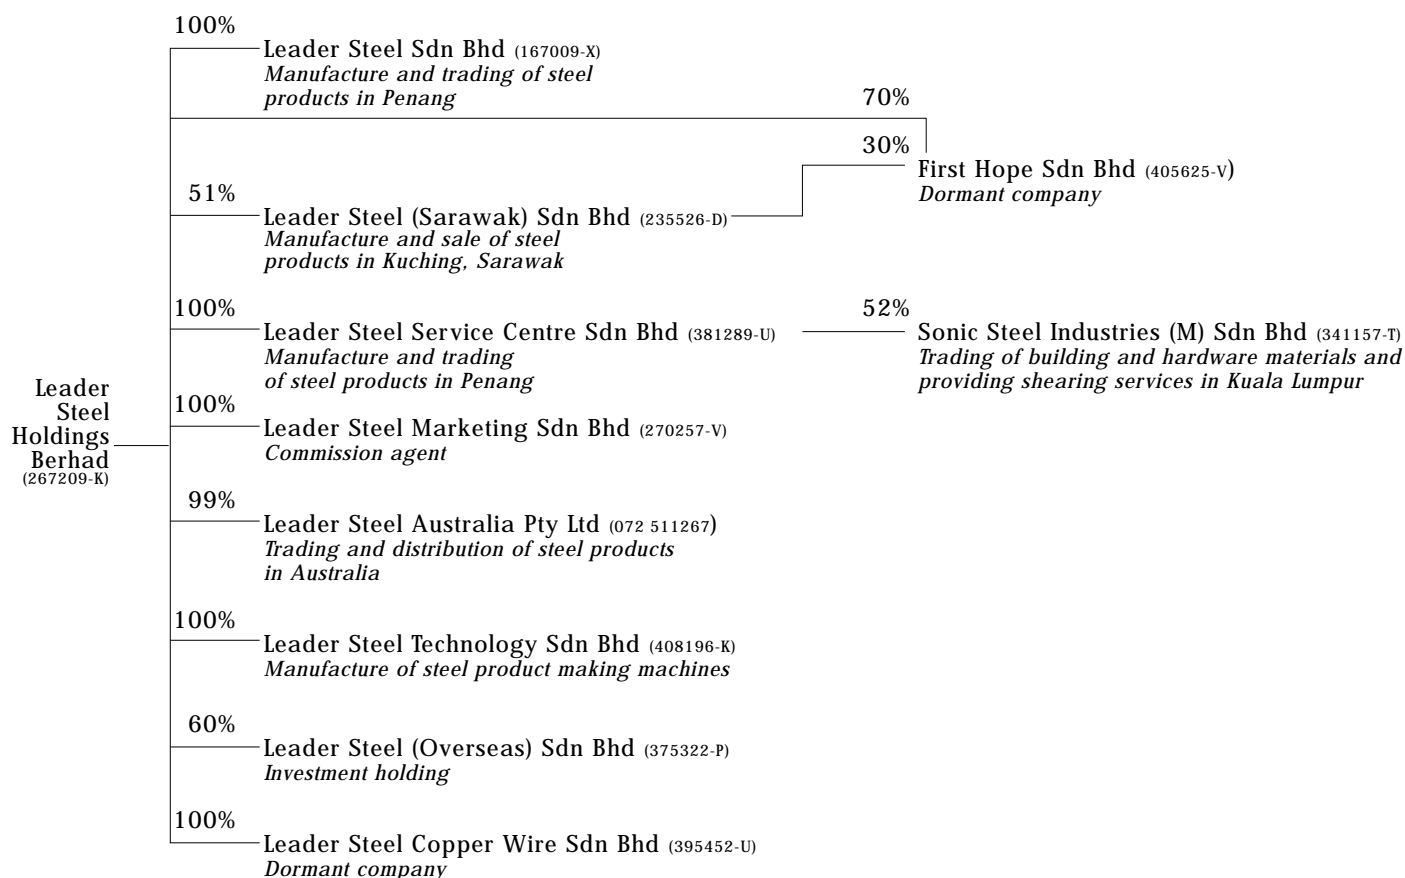 Leader
Steel
Holdings
Berhad
(267209-K)
100%
Leader Steel Sdn Bhd (167009-X)
Manufacture and trading of steel
products in Penang
70%
30%
First Hope Sdn Bhd (405625-V)
Dormant company
51%
Leader Steel (Sarawak) Sdn Bhd (235526-D)
Manufacture and sale of steel
products in Kuching, Sarawak
100%
Leader Steel Service Centre Sdn Bhd (381289-U)
Manufacture and trading
of steel products in Penang
52%
Sonic Steel Industries (M) Sdn Bhd (341157-T)
Trading of building and hardware materials and
providing shearing services in Kuala Lumpur
100%
Leader Steel Marketing Sdn Bhd (270257-V)
Commission agent
99%
Leader Steel Australia Pty Ltd (072 511267)
Trading and distribution of steel products
in Australia
100%
Leader Steel Technology Sdn Bhd (408196-K)
Manufacture of steel product making machines
60%
Leader Steel (Overseas) Sdn Bhd (375322-P)
Investment holding
100%
Leader Steel Copper Wire Sdn Bhd (395452-U)
Dormant company